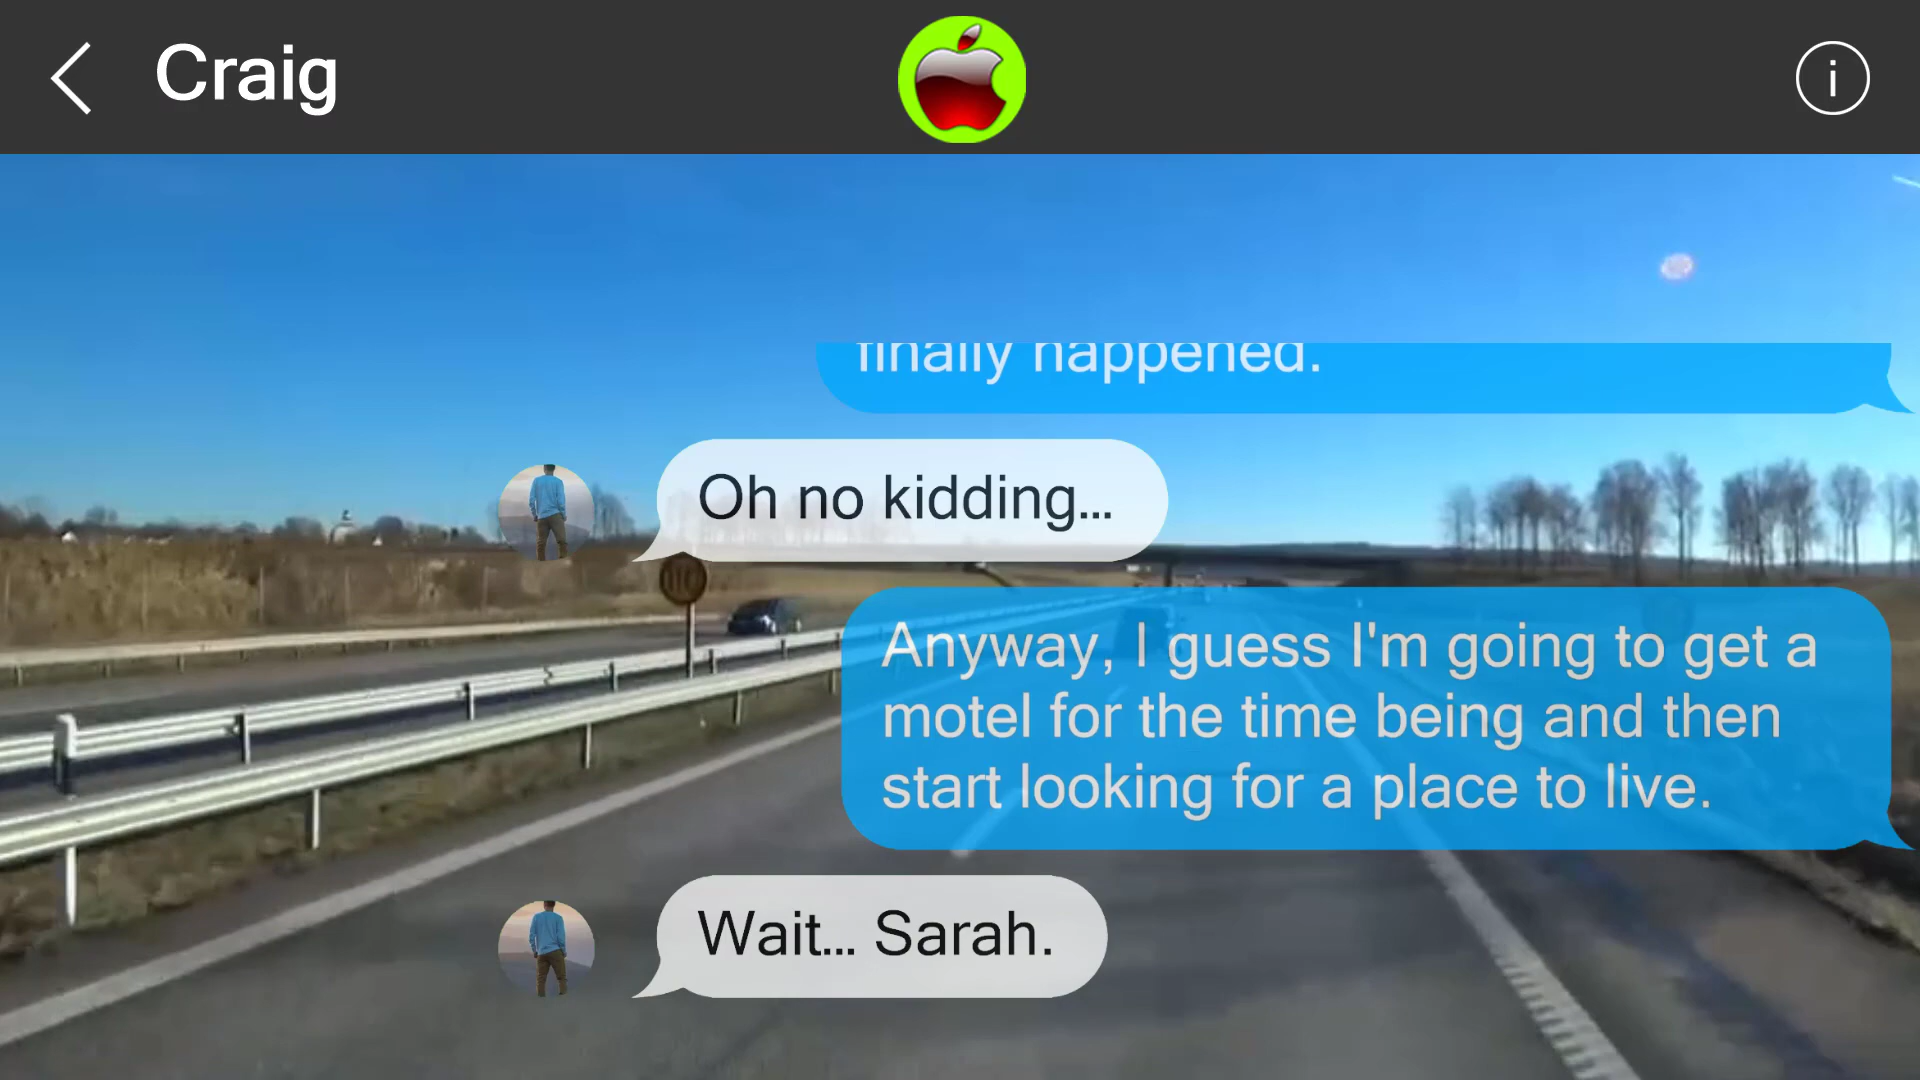 Craig
finally happened.
Oh no kidding...
Anyway, I guess I'm going to get a
motel for the time being and then
start looking for a place to live.
Wait... Sarah.